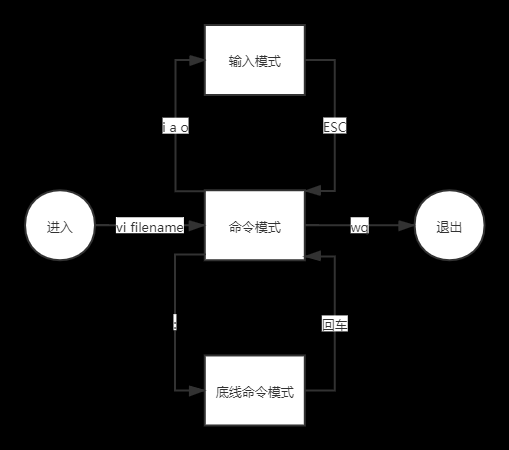 输入模式
i a o
ESC
进入
vi filename
命令模式
wq
退出
:
回车
底线命令模式